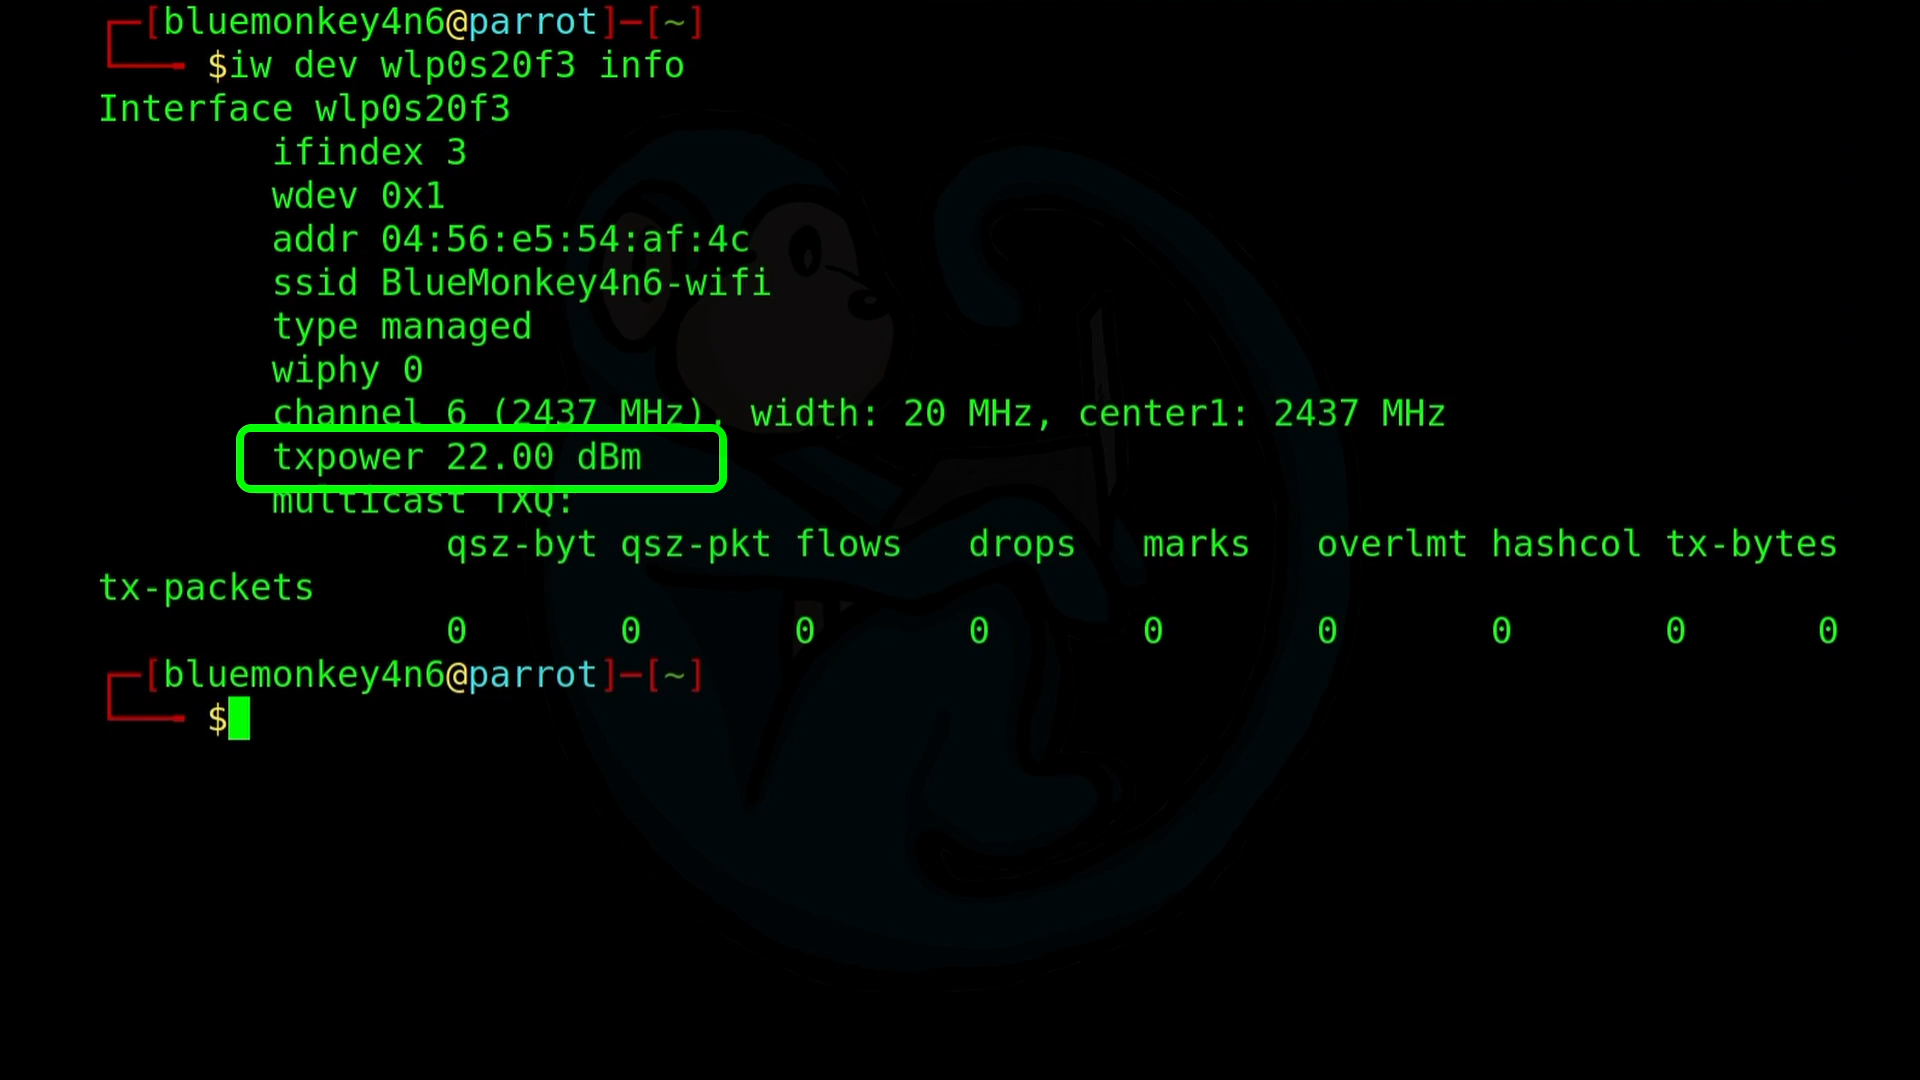 ┌─[bluemonkey4n6@parrot]─[~]
└──╼ $iw dev wlp0s20f3 info
Interface wlp0s20f3
ifindex 3
wdev 0x1
addr 04:56:e5:54:af:4c
ssid BlueMonkey4n6-wifi
type managed
wiphy 0
channel 6 (2437 MHz), width: 20 MHz, center1: 2437 MHz
txpower 22.00 dBm
multicast TXQ:
qsz-byt qsz-pkt flows drops marks overlmt hashcol tx-bytes
tx-packets
0 0 0 0 0 0 0 0 0
┌─[bluemonkey4n6@parrot]─[~]
└──╼ $